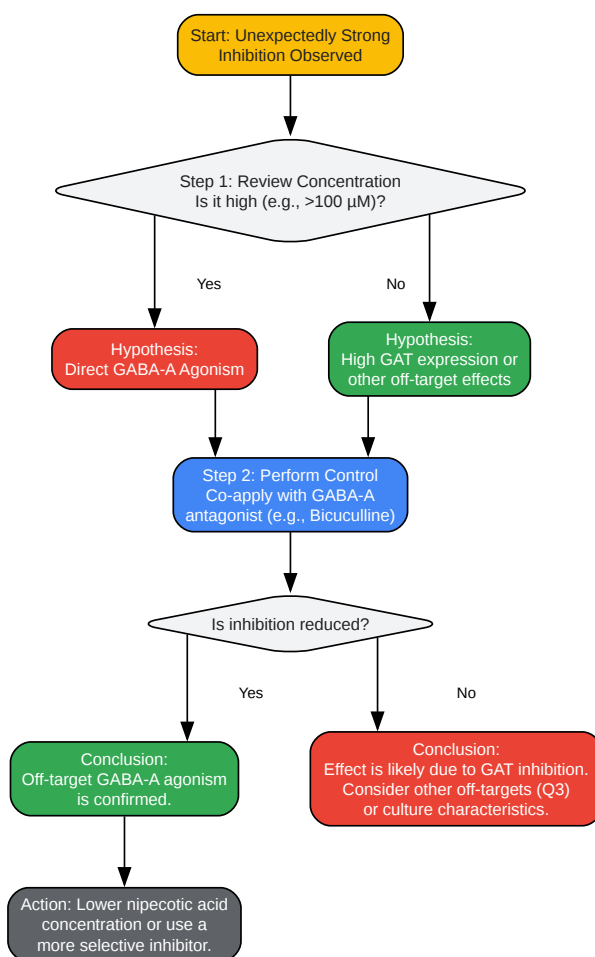 Start: Unexpectedly Strong
Inhibition Observed
Step 1: Review Concentration
Is it high (e.g., >100 µM)?
Yes
No
Hypothesis:
Direct GABA-A Agonism
Hypothesis:
High GAT expression or
other off-target effects
Step 2: Perform Control
Co-apply with GABA-A
antagonist (e.g., Bicuculline)
Is inhibition reduced?
Yes
No
Conclusion:
Off-target GABA-A agonism
is confirmed.
Conclusion:
Effect is likely due to GAT inhibition.
Consider other off-targets (Q3)
or culture characteristics.
Action: Lower nipecotic acid
concentration or use a
more selective inhibitor.